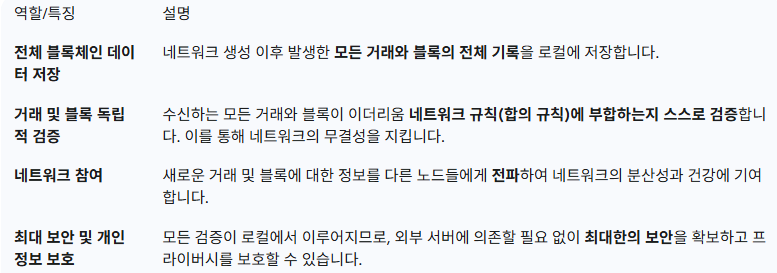 역할/특징 설명
전체 블록체인 데이 네트워크 생성 이후 발생한 모든 거래와 블록의 전체 기록을 로컬에 저장합니다.
터 저장
거래 및 블록 독립 수신하는 모든 거래와 블록이 이더리움 네트워크 규칙(합의 규칙)에 부합하는지 스스로 검증합니
적 검증 다. 이를 통해 네트워크의 무결성을 지킵니다.
네트워크 참여 새로운 거래 및 블록에 대한 정보를 다른 노드들에게 전파하여 네트워크의 분산성과 건강에 기여
합니다.
최대 보안 및 개인 모든 검증이 로컬에서 이루어지므로, 외부 서버에 의존할 필요 없이 최대한의 보안을 확보하고 프
정보 보호 라이버시를 보호할 수 있습니다.